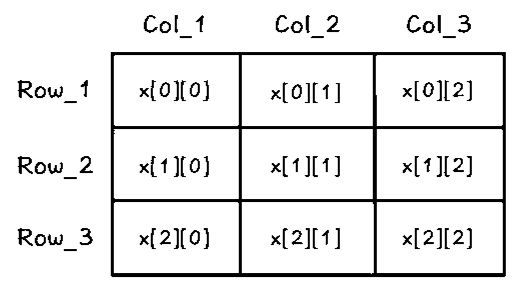 Col_1 Col_2 Col_3
Row_1 x[0][0] x[0][1] x[0][2]
Row_2 x[1][0] x[1][1] x[1][2]
Row_3 x[2][0] x[2][1] x[2][2]